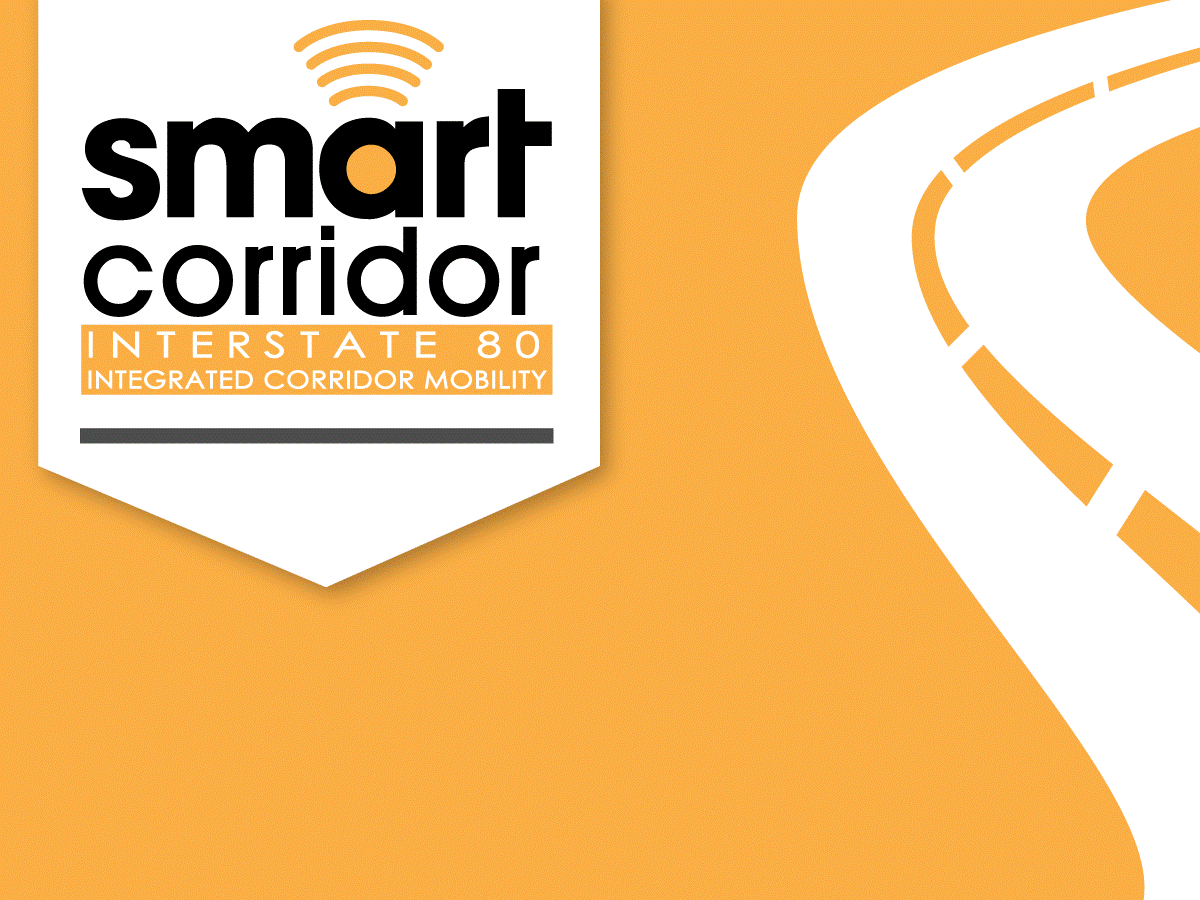 smart
corridor
INTERSTATE 80
INTEGRATED CORRIDOR MOBILITY